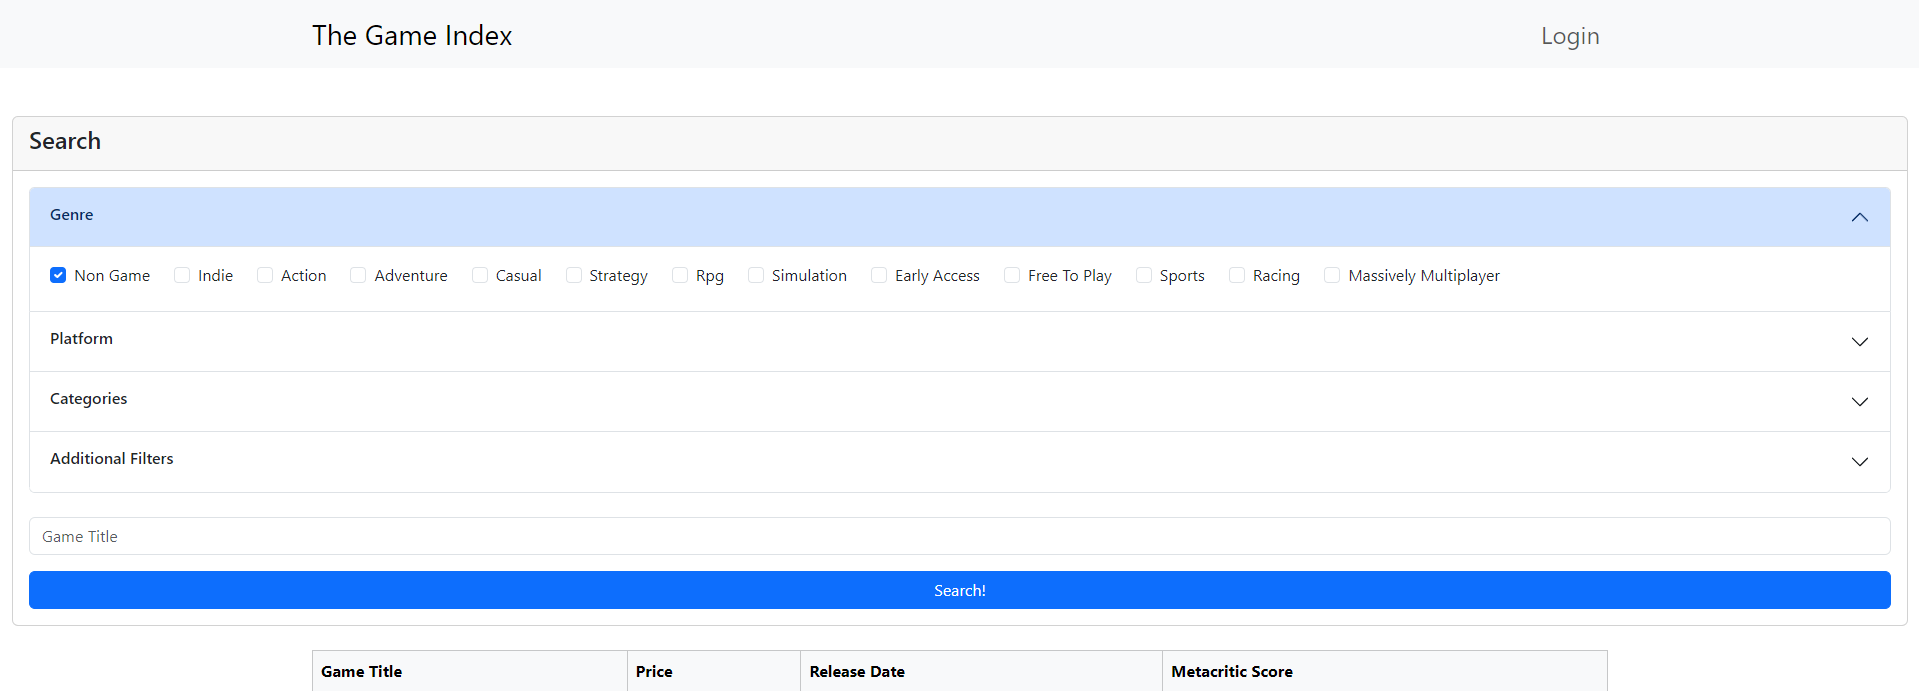 The Game Index Login
Search
Genre
Non Game Indie Action Adventure Casual Strategy Rpg Simulation Early Access Free To Play Sports Racing Massively Multiplayer
Platform
Categories
Additional Filters
Game Title
Search!
Game Title Price Release Date Metacritic Score